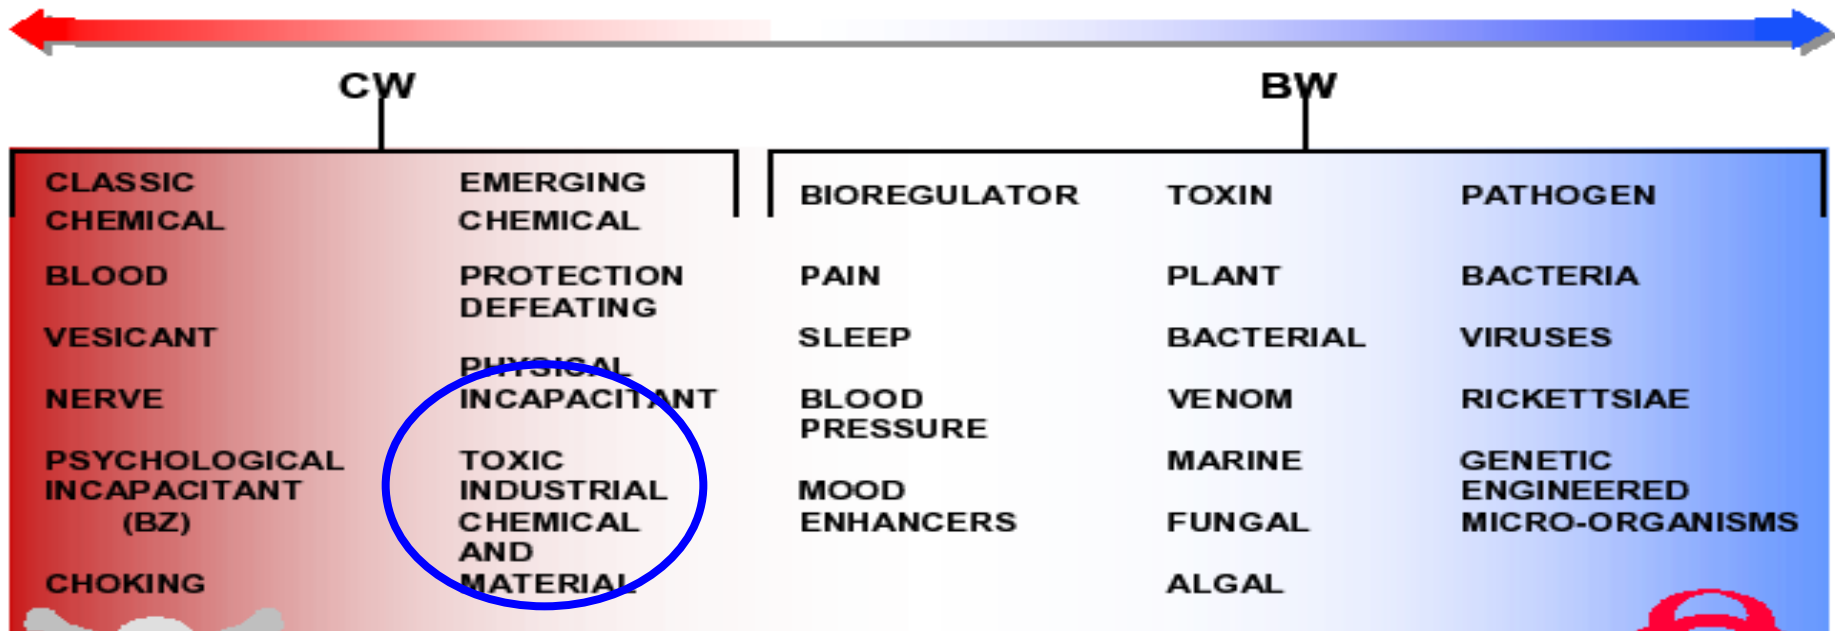 CW
BW
CLASSIC
CHEMICAL
BLOOD
VESICANT
NERVE
PSYCHOLOGICAL
INCAPACITANT
(BZ)
CHOKING
EMERGING
CHEMICAL
PROTECTION
DEFEATING
PHYSICAL
INCAPACITANT
TOXIC
INDUSTRIAL
CHEMICAL
AND
MATERIAL
BIOREGULATOR
PAIN
SLEEP
BLOOD
PRESSURE
MOOD
ENHANCERS
TOXIN
PLANT
BACTERIAL
VENOM
MARINE
FUNGAL
ALGAL
PATHOGEN
BACTERIA
VIRUSES
RICKETTSIAE
GENETIC
ENGINEERED
MICRO-ORGANISMS